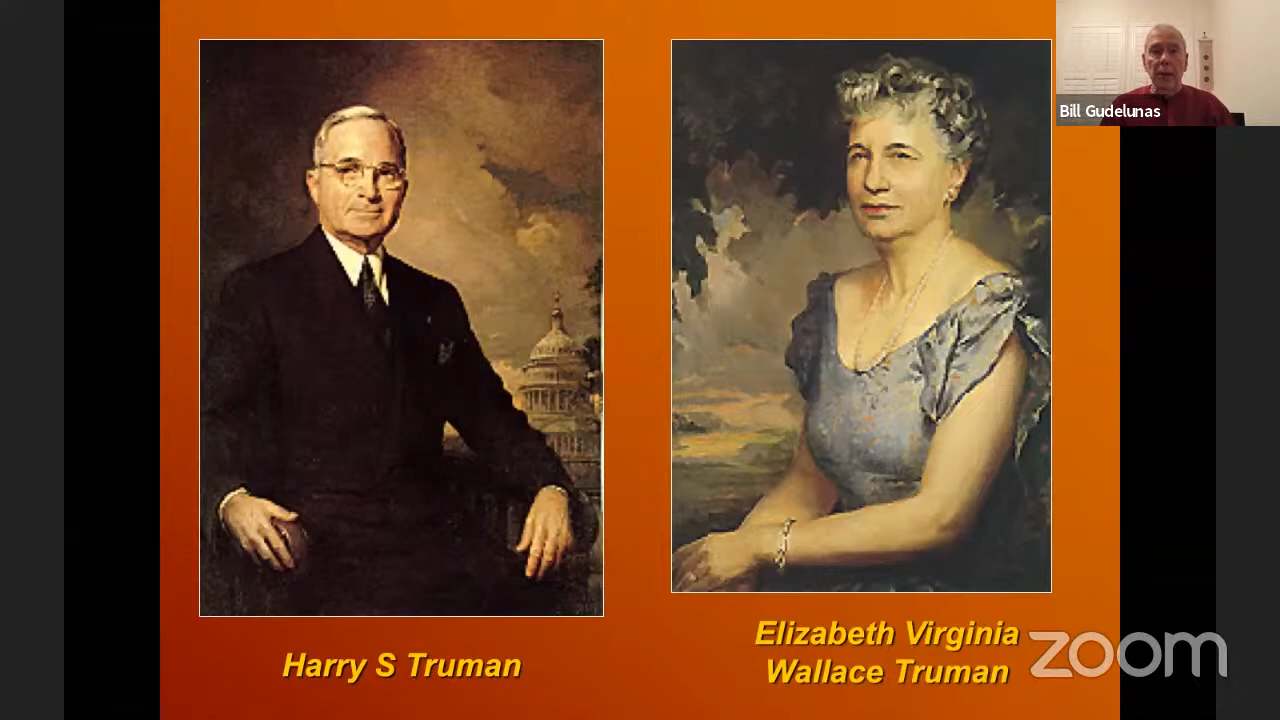 Bill Gudelunas
Harry S Truman
Elizabeth Virginia
Wallace Truman
zoom